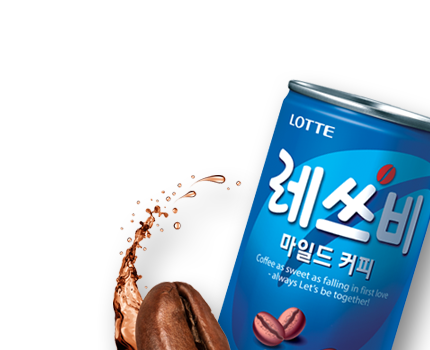 LOTTE
레쓰비
마일드 커피
Coffee as sweet as falling in first love
- always Let's be together!